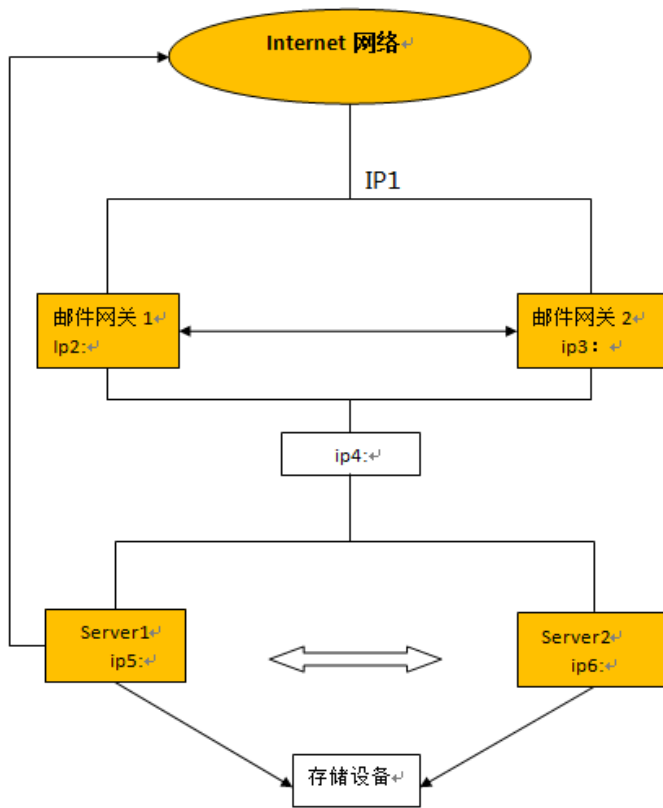 Internet 网络↵
IP1
邮件网关 1↵
Ip2:↵
邮件网关 2↵
ip3： ↵
ip4:↵
Server1↵
ip5:↵
Server2↵
ip6:↵
存储设备↵